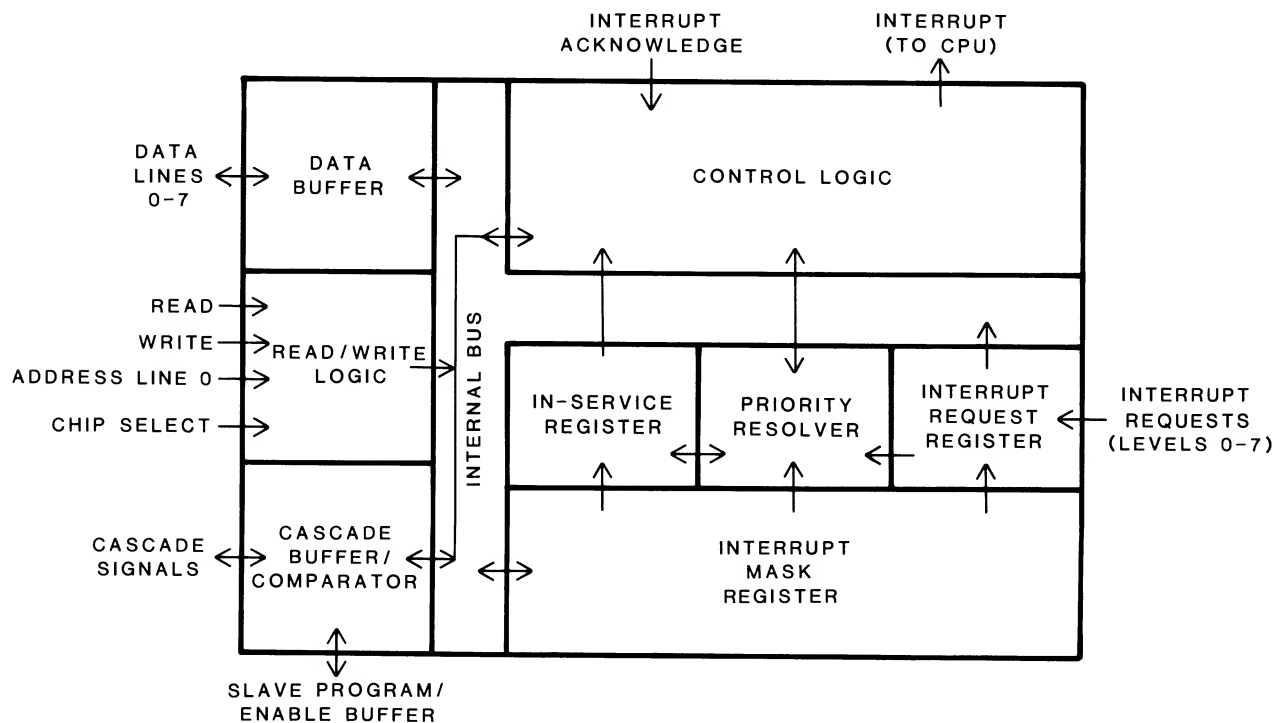 INTERRUPT
ACKNOWLEDGE
INTERRUPT
(TO CPU)
DATA
LINES
0-7
DATA
BUFFER
CONTROL LOGIC
READ
WRITE
ADDRESS LINE 0
CHIP SELECT
READ/WRITE
LOGIC
INTERNAL BUS
IN-SERVICE
REGISTER
PRIORITY
RESOLVER
INTERRUPT
REQUEST
REGISTER
INTERRUPT
REQUESTS
(LEVELS 0-7)
CASCADE
SIGNALS
CASCADE
BUFFER/
COMPARATOR
INTERRUPT
MASK
REGISTER
SLAVE PROGRAM/
ENABLE BUFFER